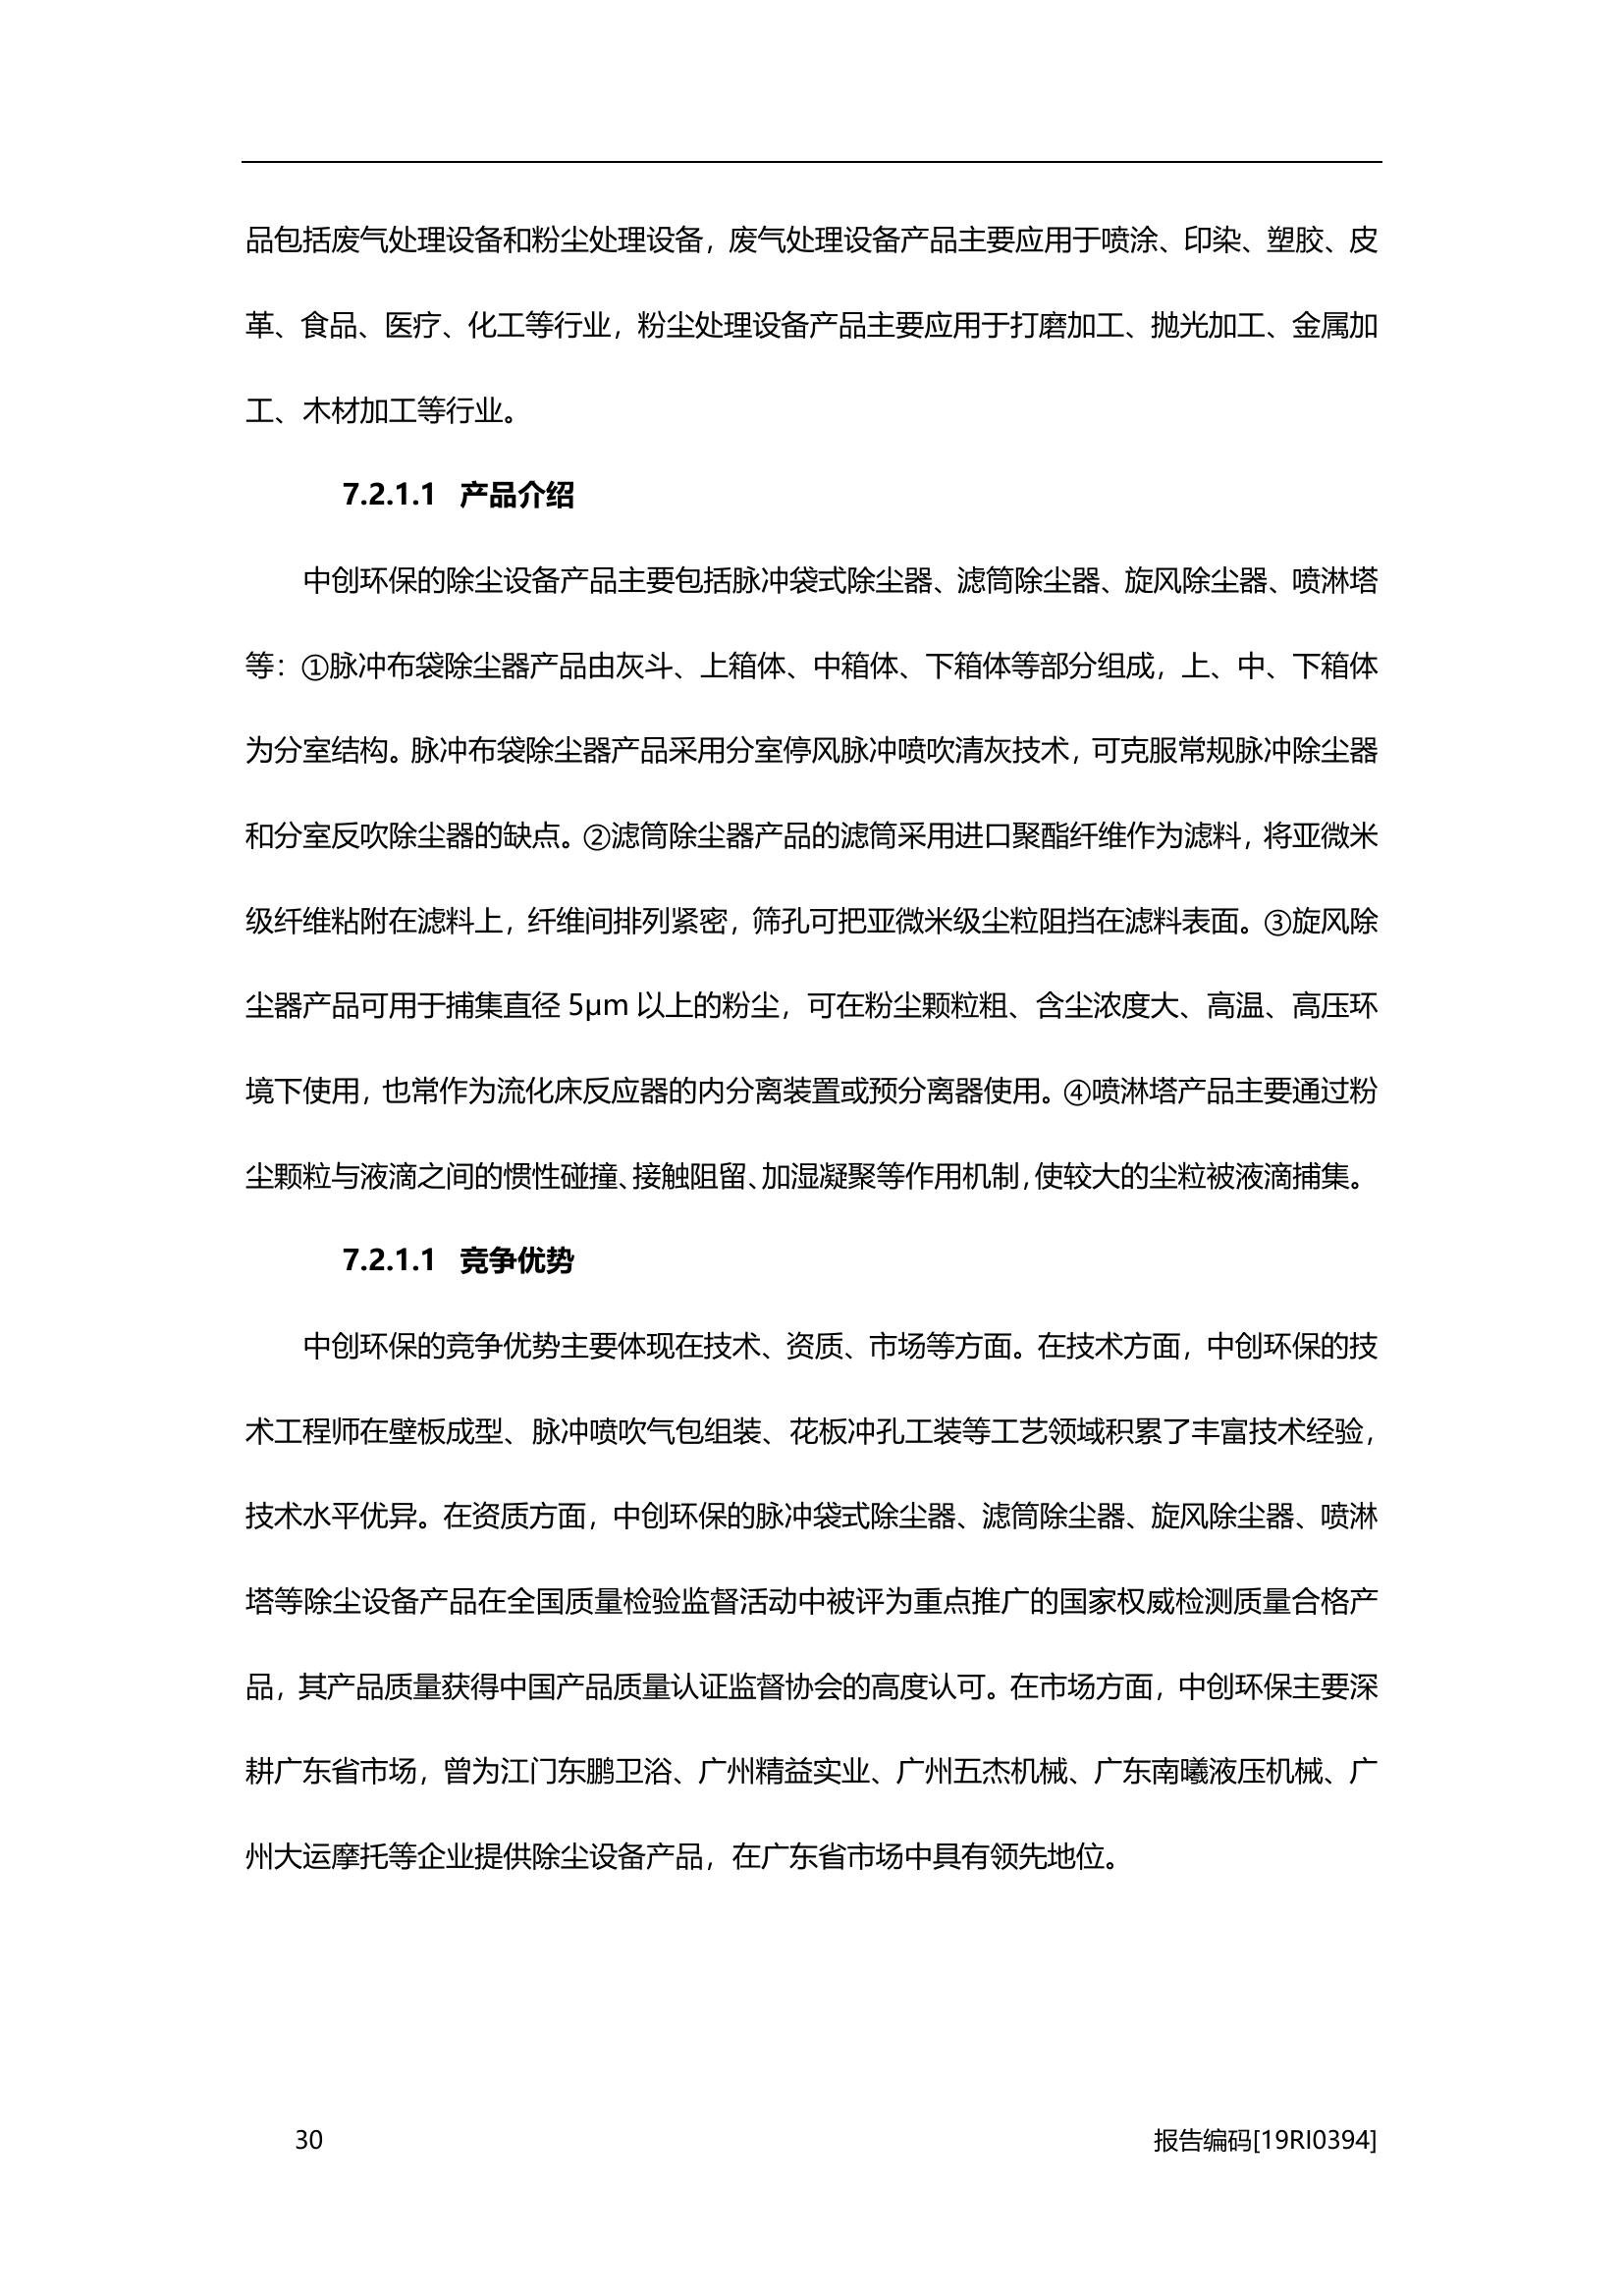 品包括废气处理设备和粉尘处理设备，废气处理设备产品主要应用于喷涂、印染、塑胶、皮
革、食品、医疗、化工等行业，粉尘处理设备产品主要应用于打磨加工、抛光加工、金属加
工、木材加工等行业。
7.2.1.1 产品介绍
中创环保的除尘设备产品主要包括脉冲袋式除尘器、滤筒除尘器、旋风除尘器、喷淋塔
等：①脉冲布袋除尘器产品由灰斗、上箱体、中箱体、下箱体等部分组成，上、中、下箱体
为分室结构。脉冲布袋除尘器产品采用分室停风脉冲喷吹清灰技术，可克服常规脉冲除尘器
和分室反吹除尘器的缺点。②滤筒除尘器产品的滤筒采用进口聚酯纤维作为滤料，将亚微米
级纤维粘附在滤料上，纤维间排列紧密，筛孔可把亚微米级尘粒阻挡在滤料表面。③旋风除
尘器产品可用于捕集直径 5μm 以上的粉尘，可在粉尘颗粒粗、含尘浓度大、高温、高压环
境下使用，也常作为流化床反应器的内分离装置或预分离器使用。④喷淋塔产品主要通过粉
尘颗粒与液滴之间的惯性碰撞、接触阻留、加湿凝聚等作用机制，使较大的尘粒被液滴捕集。
7.2.1.1 竞争优势
中创环保的竞争优势主要体现在技术、资质、市场等方面。在技术方面，中创环保的技
术工程师在壁板成型、脉冲喷吹气包组装、花板冲孔工装等工艺领域积累了丰富技术经验，
技术水平优异。在资质方面，中创环保的脉冲袋式除尘器、滤筒除尘器、旋风除尘器、喷淋
塔等除尘设备产品在全国质量检验监督活动中被评为重点推广的国家权威检测质量合格产
品，其产品质量获得中国产品质量认证监督协会的高度认可。在市场方面，中创环保主要深
耕广东省市场，曾为江门东鹏卫浴、广州精益实业、广州五杰机械、广东南曦液压机械、广
州大运摩托等企业提供除尘设备产品，在广东省市场中具有领先地位。
30
报告编码[19RI0394]